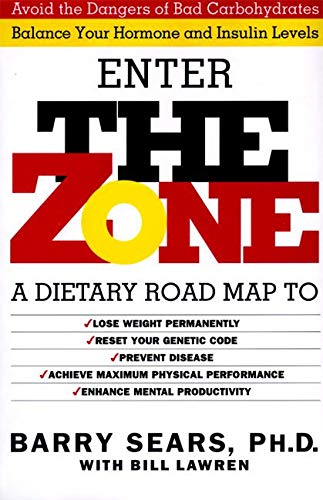 Avoid the Dangers of Bad Carbohydrates
Balance Your Hormone and Insulin Levels
ENTER
THE
ZONE
A DIETARY ROAD MAP TO
✓LOSE WEIGHT PERMANENTLY
✓RESET YOUR GENETIC CODE
✓PREVENT DISEASE
✓ACHIEVE MAXIMUM PHYSICAL PERFORMANCE
✓ENHANCE MENTAL PRODUCTIVITY
BARRY SEARS, PH.D.
WITH BILL LAWREN